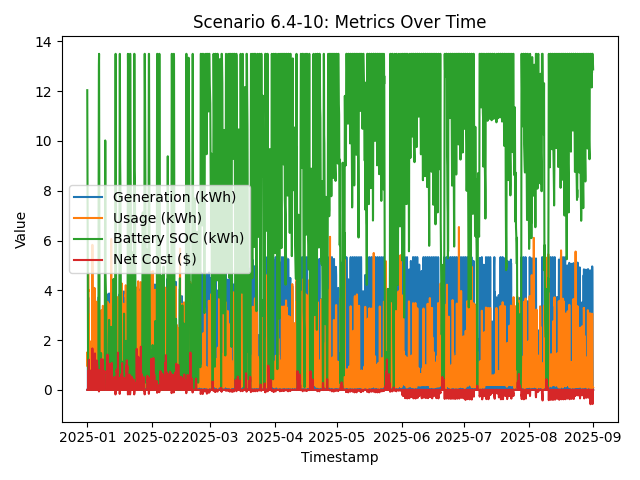 Scenario 6.4-10: Metrics Over Time
Value
14
12
10
8
6
4
2
0
Generation (kWh)
Usage (kWh)
Battery SOC (kWh)
Net Cost ($)
2025-01 2025-02 2025-03 2025-04 2025-05 2025-06 2025-07 2025-08 2025-09
Timestamp